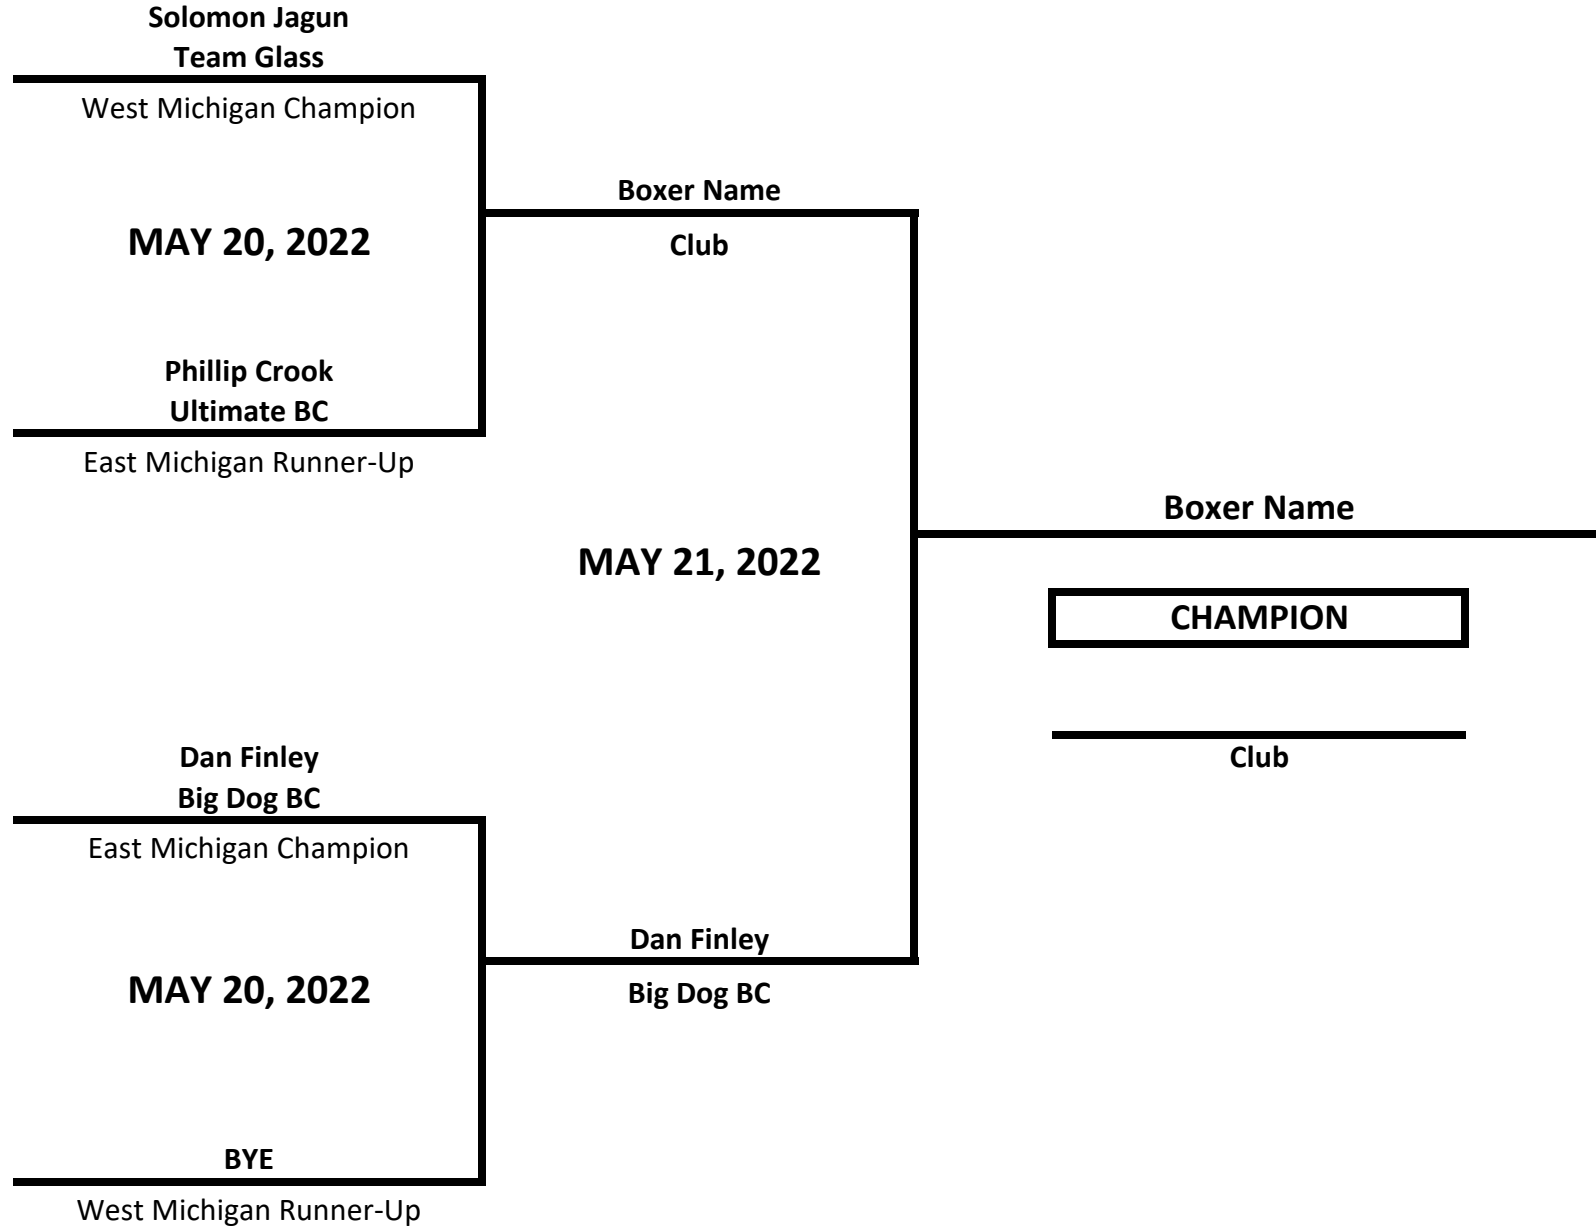 Solomon Jagun
Team Glass
West Michigan Champion
MAY 20, 2022
Phillip Crook
Ultimate BC
East Michigan Runner-Up
Boxer Name
Club
MAY 21, 2022
Boxer Name
CHAMPION
Club
Dan Finley
Big Dog BC
East Michigan Champion
MAY 20, 2022
BYE
West Michigan Runner-Up
Dan Finley
Big Dog BC